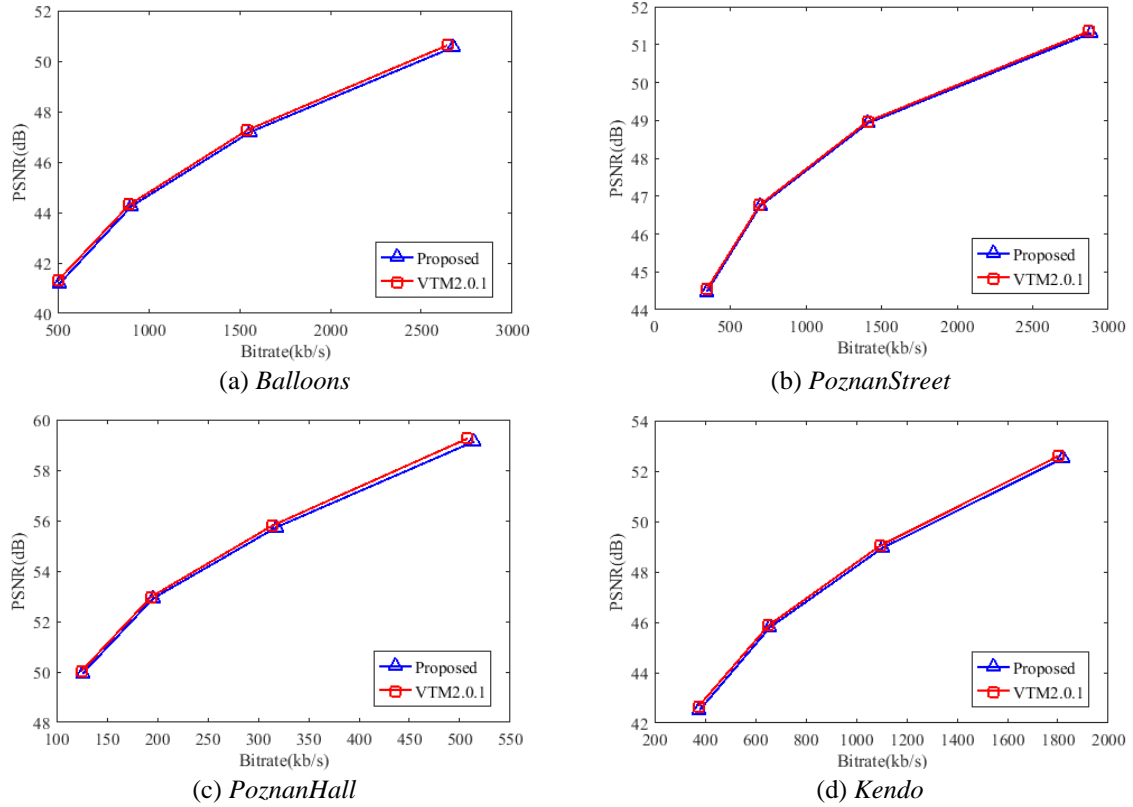 52
50
48
46
44
42
40
PSNR(dB)
500 1000 1500 2000 2500 3000
Bitrate(kb/s)
Proposed
VTM2.0.1
(a) Balloons
52
51
50
49
48
47
46
45
44
PSNR(dB)
0 500 1000 1500 2000 2500 3000
Bitrate(kb/s)
Proposed
VTM2.0.1
(b) PoznanStreet
60
58
56
54
52
50
48
PSNR(dB)
100 150 200 250 300 350 400 450 500 550
Bitrate(kb/s)
Proposed
VTM2.0.1
(c) PoznanHall
54
52
50
48
46
44
42
PSNR(dB)
200 400 600 800 1000 1200 1400 1600 1800 2000
Bitrate(kb/s)
Proposed
VTM2.0.1
(d) Kendo